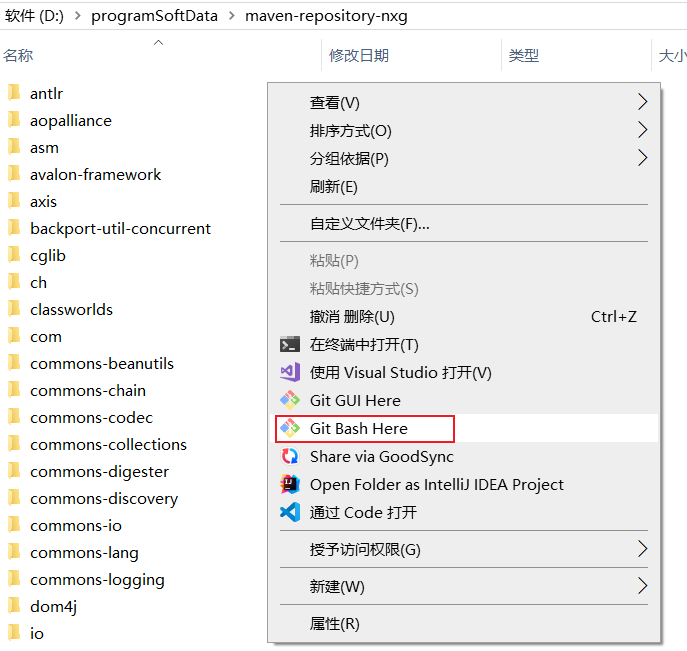 软件 (D:) > programSoftData > maven-repository-nxg
名称 修改日期 类型 大小
antlr
aopalliance
asm
avalon-framework
axis
backport-util-concurrent
cglib
ch
classworlds
com
commons-beanutils
commons-chain
commons-codec
commons-collections
commons-digester
commons-discovery
commons-io
commons-lang
commons-logging
dom4j
io
查看(V)
排序方式(O)
分组依据(P)
刷新(E)
自定义文件夹(F)...
粘贴(P)
粘贴快捷方式(S)
撤消 删除(U) Ctrl+Z
在终端中打开(T)
使用 Visual Studio 打开(V)
Git GUI Here
Git Bash Here
Share via GoodSync
Open Folder as IntelliJ IDEA Project
通过 Code 打开
授予访问权限(G)
新建(W)
属性(R)